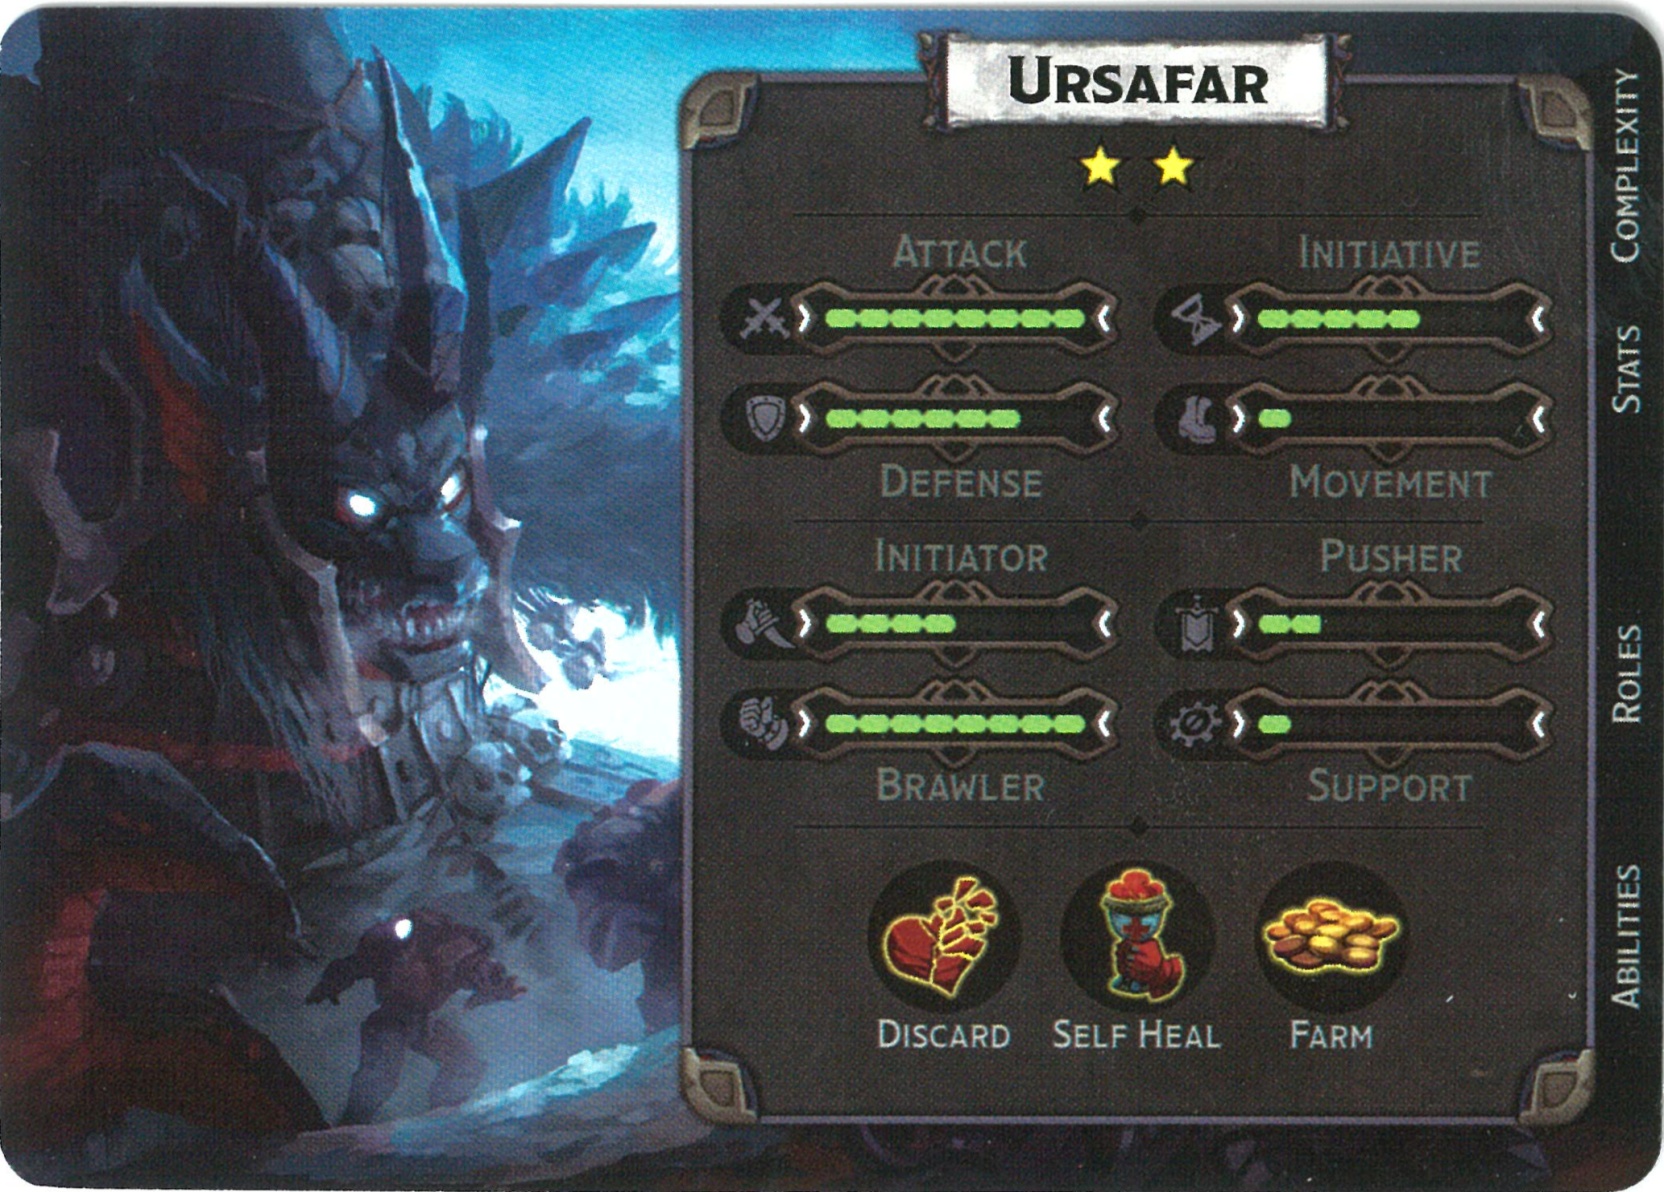 URSAFAR
ATTACK
INITIATIVE
DEFENSE
MOVEMENT
INITIATOR
PUSHER
BRAWLER
SUPPORT
DISCARD
SELF HEAL
FARM
COMPLEXITY
STATS
ROLES
ABILITIES